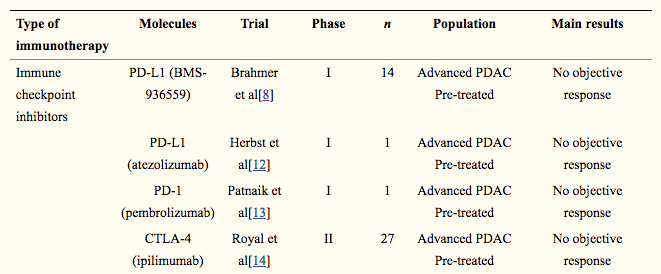 Type of immunotherapy Molecules Trial Phase n Population Main results
Immune checkpoint inhibitors PD-L1 (BMS-936559) Brahmer et al[8] I 14 Advanced PDAC Pre-treated No objective response
PD-L1 (atezolizumab) Herbst et al[12] I 1 Advanced PDAC Pre-treated No objective response
PD-1 (pembrolizumab) Patnaik et al[13] I 1 Advanced PDAC Pre-treated No objective response
CTLA-4 (ipilimumab) Royal et al[14] II 27 Advanced PDAC Pre-treated No objective response